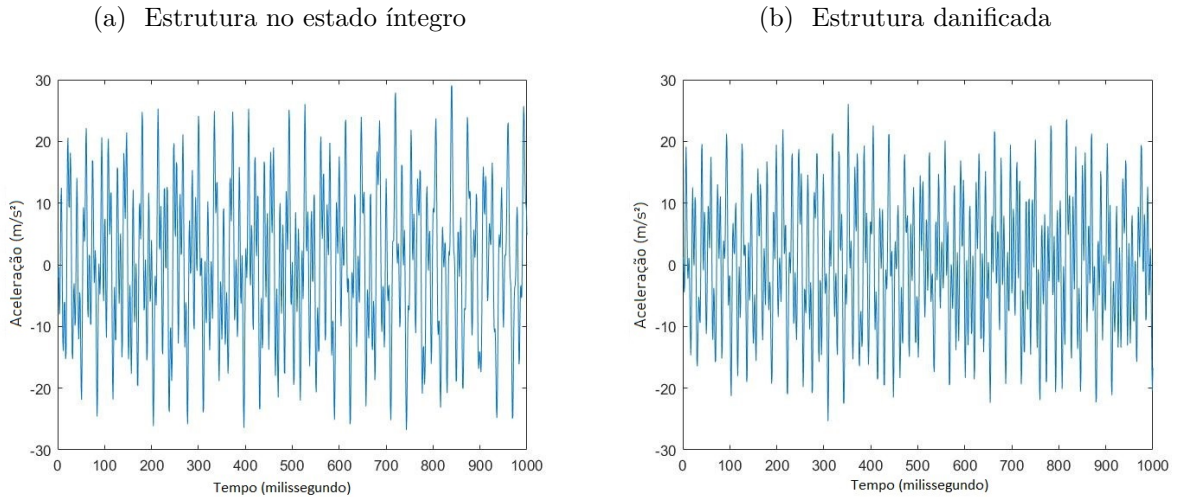 (a) Estrutura no estado íntegro
(b) Estrutura danificada
30
20
10
0
-10
-20
-30
Aceleração (m/s²)
0 100 200 300 400 500 600 700 800 900 1000
Tempo (milissegundo)
30
20
10
0
-10
-20
-30
Aceleração (m/s²)
0 100 200 300 400 500 600 700 800 900 1000
Tempo (milissegundo)